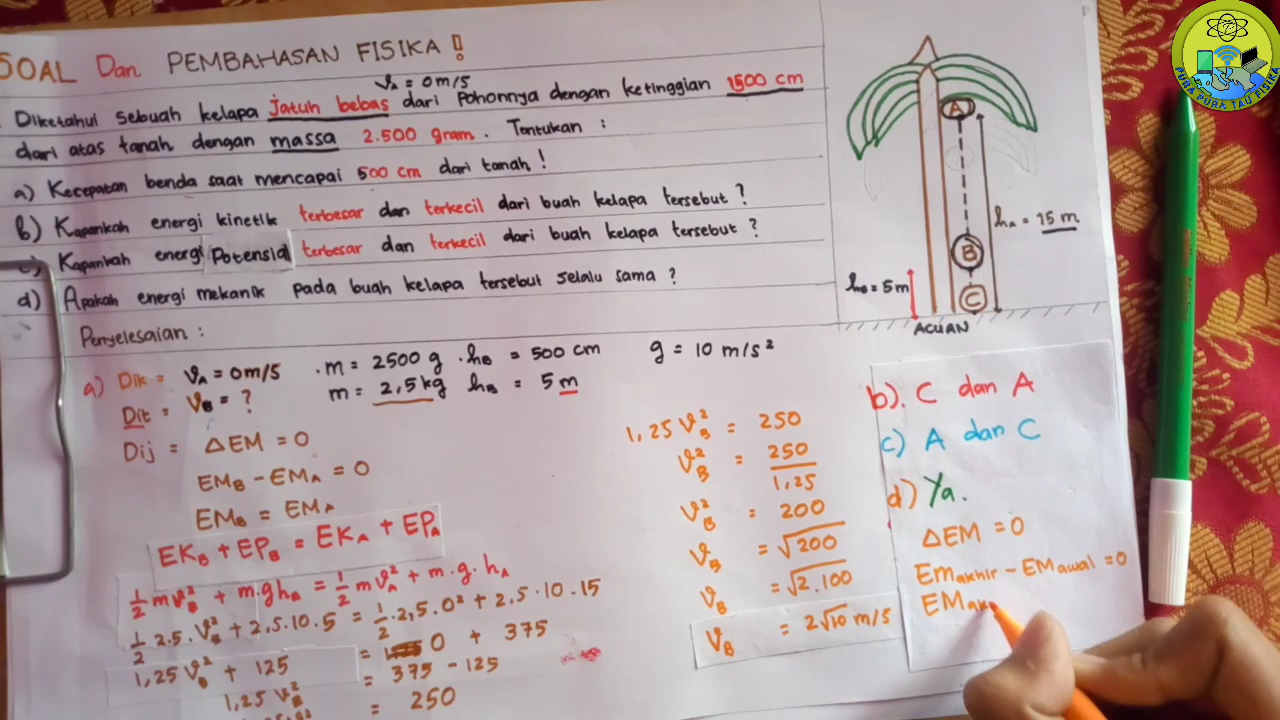 SOAL Dan PEMBAHASAN FISIKA!
vA = 0 m/s
Diketahui sebuah kelapa jatuh bebas dari Pohonnya dengan ketinggian 1500 cm
dari atas tanah dengan massa 2.500 gram. Tentukan :
a) Kecepatan benda saat mencapai 500 cm dari tanah!
b) Kapankah energi kinetik terbesar dan terkecil dari buah kelapa tersebut?
c) Kapankah energi Potensial terbesar dan terkecil dari buah kelapa tersebut?
d) Apakah energi mekanik pada buah kelapa tersebut selalu sama?
Penyelesaian :
a) Dik = vA = 0 m/s . m = 2500 g . hB = 500 cm g = 10 m/s²
m = 2,5 kg hB = 5 m
Dit = vB = ?
Dij = ΔEM = 0
EMB - EMA = 0
EMB = EMA
EKB + EPB = EKA + EPA
½ mvB² + m.g hB = ½ mvA² + m.g.hA
½ 2.5.vB² + 2.5.10.5 = ½.2,5.0² + 2.5.10.15
1,25 vB² + 125 = 0 + 375
1,25 vB² = 375 - 125
= 250
1,25 vB² = 250
vB² = 250/1,25
vB² = 200
vB = √200
vB = √2.100
vB = 2√10 m/s
b). C dan A
c) A dan C
d) Ya.
ΔEM = 0
Emakhir - EMawal = 0
EMak
A
B
C
hA = 15 m
hB = 5 m
ACUAN
PURA PURA TAU FISIKA